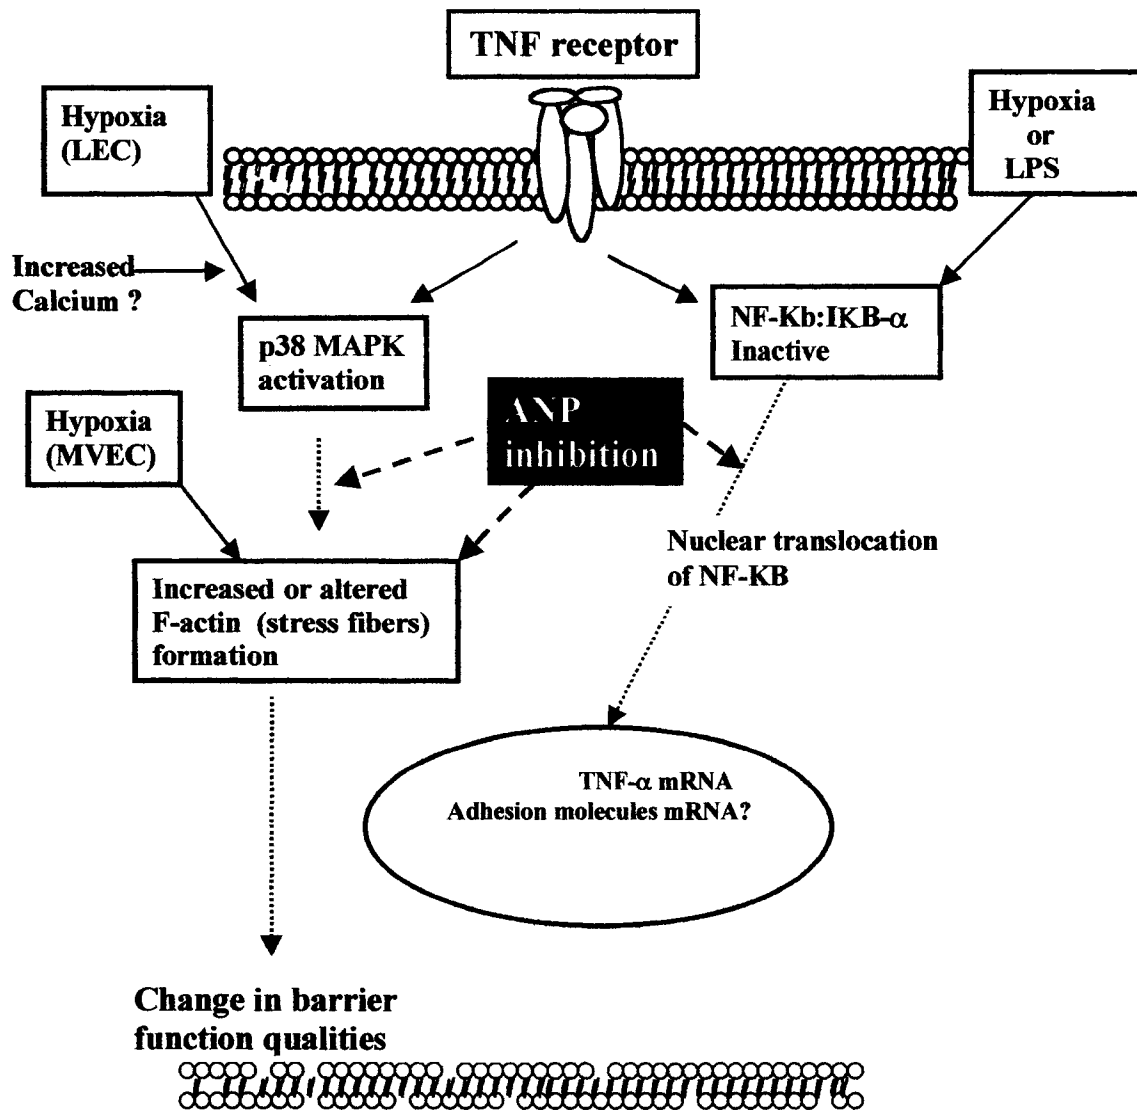 TNF receptor
Hypoxia
(LEC)
Hypoxia
or
LPS
Increased
Calcium ?
p38 MAPK
activation
NF-Kb:IKB-α
Inactive
ANP
inhibition
Hypoxia
(MVEC)
Nuclear translocation
of NF-KB
Increased or altered
F-actin (stress fibers)
formation
TNF-α mRNA
Adhesion molecules mRNA?
Change in barrier
function qualities